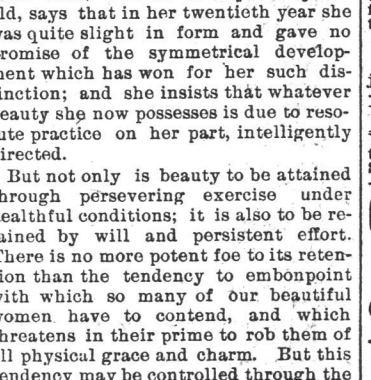 ld, says that in her twentieth year she
as quite slight in form and gave no
romise of the symmetrical develop-
ment which has won for her such dis-
inction; and she insists that whatever
eauty she now possesses is due to reso-
ute practice on her part, intelligently
irected.
But not only is beauty to be attained
hrough persevering exercise under
ealthful conditions; it is also to be re-
ained by will and persistent effort.
There is no more potent foe to its reten-
ion than the tendency to embonpoint
with which so many of our beautiful
women have to contend, and which
hreatens in their prime to rob them of
ll physical grace and charm. But this
endency may be controlled through the